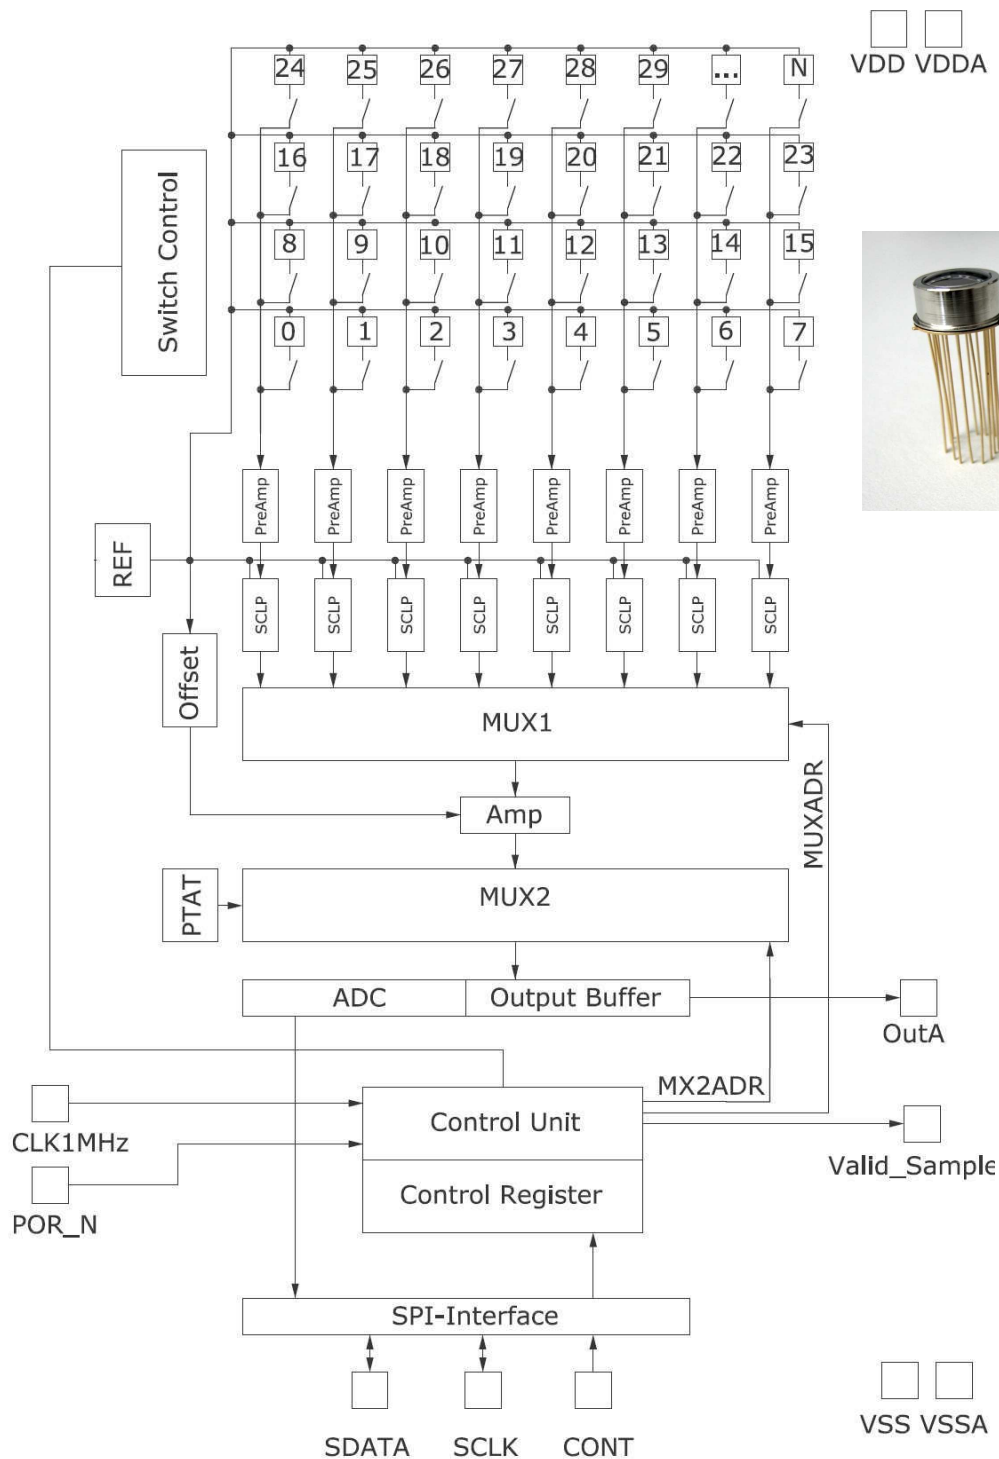 VDD VDDA
24 25 26 27 28 29 ... N
16 17 18 19 20 21 22 23
8 9 10 11 12 13 14 15
0 1 2 3 4 5 6 7
Switch Control
PreAmp PreAmp PreAmp PreAmp PreAmp PreAmp PreAmp PreAmp
REF
SCLP SCLP SCLP SCLP SCLP SCLP SCLP SCLP
Offset
MUX1
Amp
MUXADR
PTAT
MUX2
ADC Output Buffer
OutA
MX2ADR
CLK1MHz
Control Unit
Valid_Sample
POR_N
Control Register
SPI-Interface
SDATA SCLK CONT
VSS VSSA